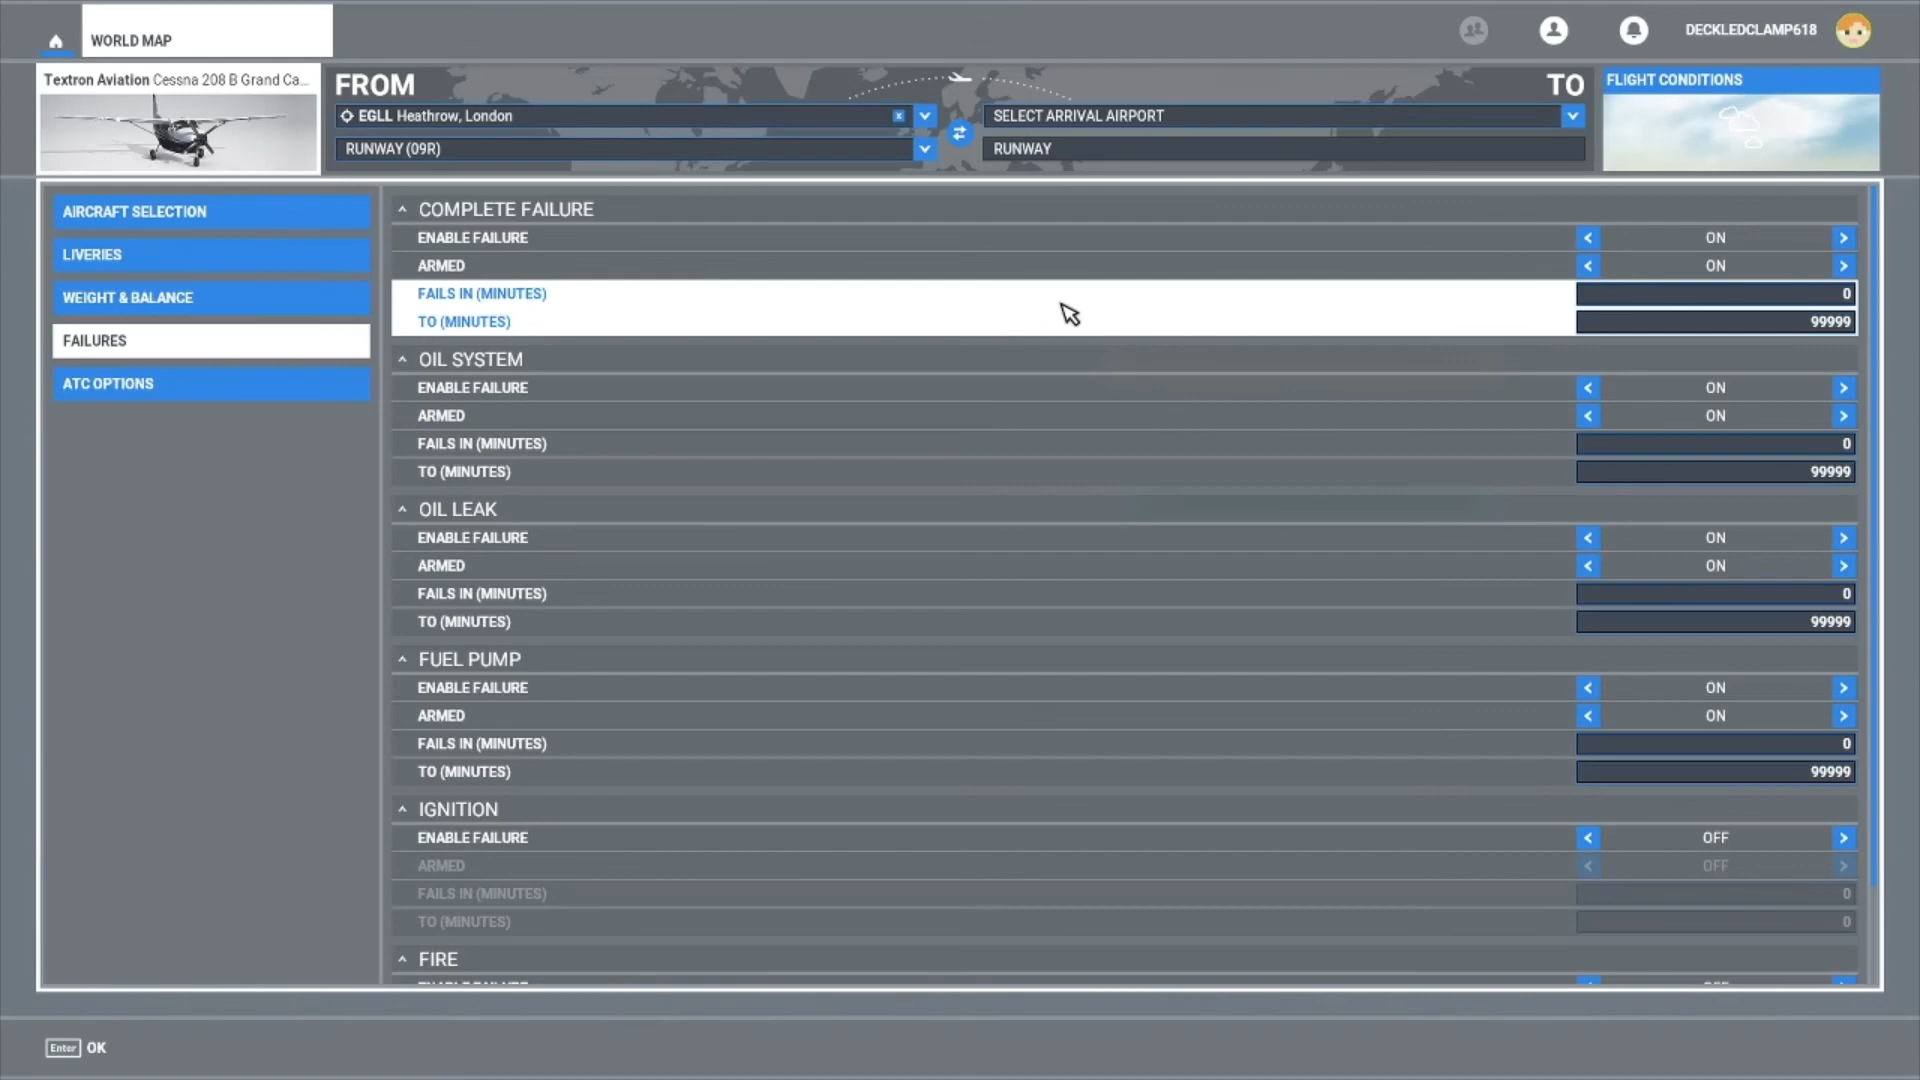 WORLD MAP
DECKLEDCLAMP618
Textron Aviation Cessna 208 B Grand Ca...
FROM
EGLL Heathrow, London
RUNWAY (09R)
TO
SELECT ARRIVAL AIRPORT
RUNWAY
FLIGHT CONDITIONS
AIRCRAFT SELECTION
LIVERIES
WEIGHT & BALANCE
FAILURES
ATC OPTIONS
COMPLETE FAILURE
ENABLE FAILURE ON
ARMED ON
FAILS IN (MINUTES) 0
TO (MINUTES) 99999
OIL SYSTEM
ENABLE FAILURE ON
ARMED ON
FAILS IN (MINUTES) 0
TO (MINUTES) 99999
OIL LEAK
ENABLE FAILURE ON
ARMED ON
FAILS IN (MINUTES) 0
TO (MINUTES) 99999
FUEL PUMP
ENABLE FAILURE ON
ARMED ON
FAILS IN (MINUTES) 0
TO (MINUTES) 99999
IGNITION
ENABLE FAILURE OFF
ARMED OFF
FAILS IN (MINUTES) 0
TO (MINUTES) 0
FIRE
Enter OK